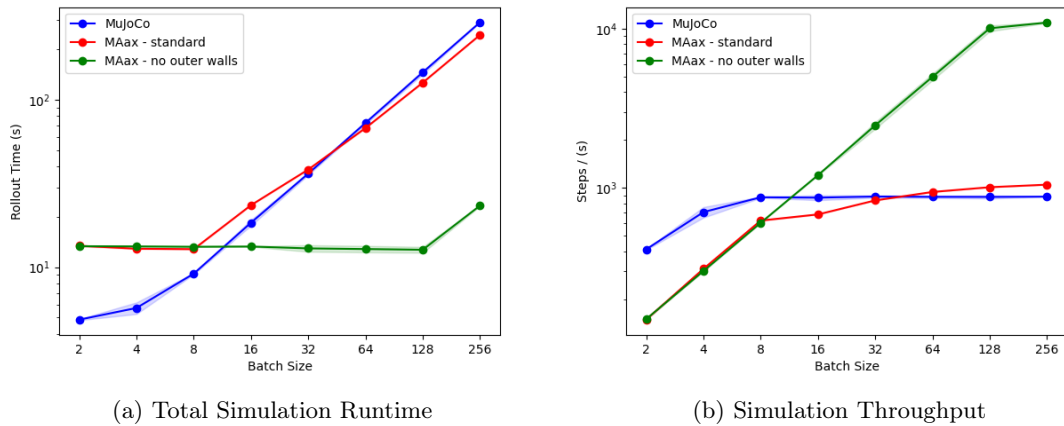 MuJoCo
MAax - standard
MAax - no outer walls
10²
10¹
Rollout Time (s)
2 4 8 16 32 64 128 256
Batch Size
(a) Total Simulation Runtime
MuJoCo
MAax - standard
MAax - no outer walls
10⁴
10³
Steps / (s)
2 4 8 16 32 64 128 256
Batch Size
(b) Simulation Throughput